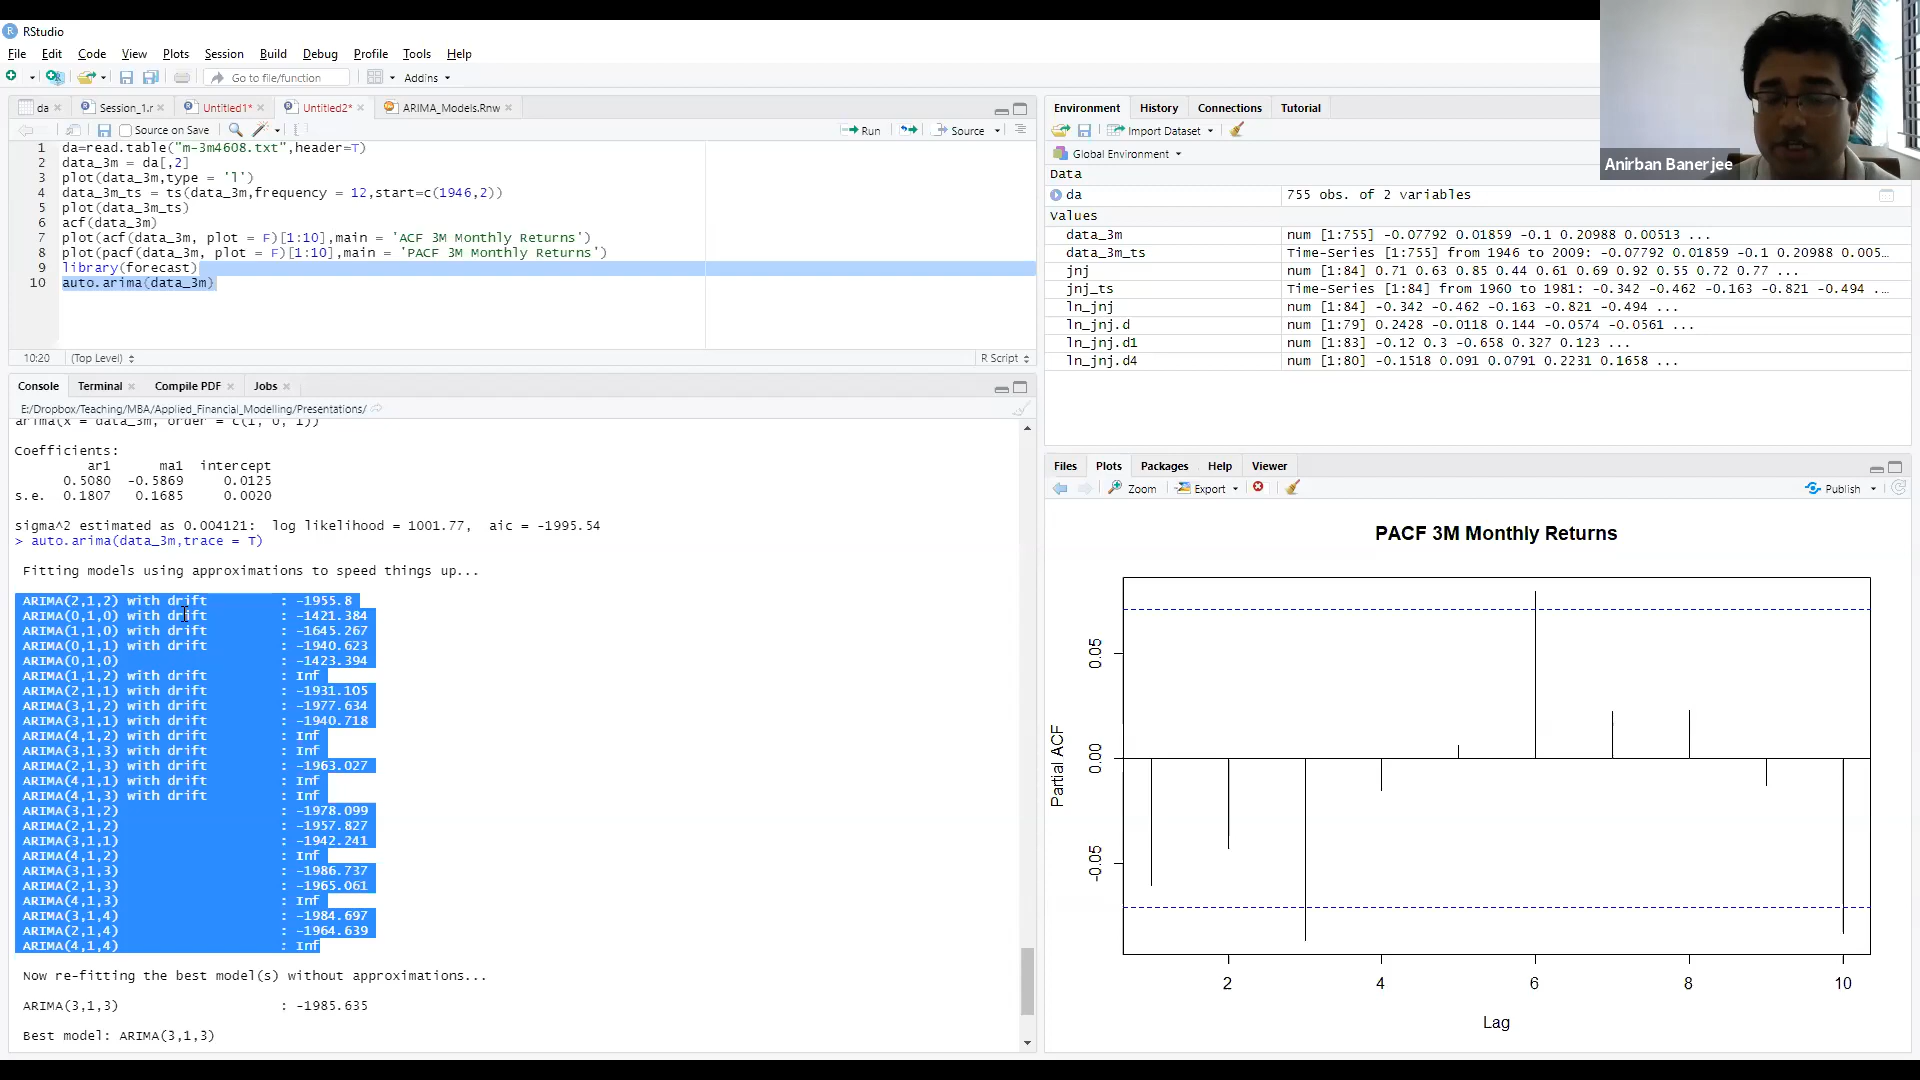 RStudio
File Edit Code View Plots Session Build Debug Profile Tools Help
Go to file/function Addins
da Session_1.r Untitled1* Untitled2* ARIMA_Models.Rnw
Source on Save Run Source
1 da=read.table("m-3m4608.txt",header=T)
2 data_3m = da[,2]
3 plot(data_3m,type = 'l')
4 data_3m_ts = ts(data_3m,frequency = 12,start=c(1946,2))
5 plot(data_3m_ts)
6 acf(data_3m)
7 plot(acf(data_3m, plot = F)[1:10],main = 'ACF 3M Monthly Returns')
8 plot(pacf(data_3m, plot = F)[1:10],main = 'PACF 3M Monthly Returns')
9 library(forecast)
10 auto.arima(data_3m)
10:20 (Top Level) R Script
Console Terminal Compile PDF Jobs
E:/Dropbox/Teaching/MBA/Applied_Financial_Modelling/Presentations/
arima(x = data_3m, order = c(1, 0, 1))
Coefficients:
ar1 ma1 intercept
0.5080 -0.5869 0.0125
s.e. 0.1807 0.1685 0.0020
sigma^2 estimated as 0.004121: log likelihood = 1001.77, aic = -1995.54
> auto.arima(data_3m,trace = T)
Fitting models using approximations to speed things up...
ARIMA(2,1,2) with drift : -1955.8
ARIMA(0,1,0) with drift : -1421.384
ARIMA(1,1,0) with drift : -1645.267
ARIMA(0,1,1) with drift : -1940.623
ARIMA(0,1,0) : -1423.394
ARIMA(1,1,2) with drift : Inf
ARIMA(2,1,1) with drift : -1931.105
ARIMA(3,1,2) with drift : -1977.634
ARIMA(3,1,1) with drift : -1940.718
ARIMA(4,1,2) with drift : Inf
ARIMA(3,1,3) with drift : Inf
ARIMA(2,1,3) with drift : -1963.027
ARIMA(4,1,1) with drift : Inf
ARIMA(4,1,3) with drift : Inf
ARIMA(3,1,2) : -1978.099
ARIMA(2,1,2) : -1957.827
ARIMA(3,1,1) : -1942.241
ARIMA(4,1,2) : Inf
ARIMA(3,1,3) : -1986.737
ARIMA(2,1,3) : -1965.061
ARIMA(4,1,3) : Inf
ARIMA(3,1,4) : -1984.697
ARIMA(2,1,4) : -1964.639
ARIMA(4,1,4) : Inf
Now re-fitting the best model(s) without approximations...
ARIMA(3,1,3) : -1985.635
Best model: ARIMA(3,1,3)
Environment History Connections Tutorial
Import Dataset
Global Environment
Data
da 755 obs. of 2 variables
Values
data_3m num [1:755] -0.07792 0.01859 -0.1 0.20988 0.00513 ...
data_3m_ts Time-Series [1:755] from 1946 to 2009: -0.07792 0.01859 -0.1 0.20988 0.005…
jnj num [1:84] 0.71 0.63 0.85 0.44 0.61 0.69 0.92 0.55 0.72 0.77 ...
jnj_ts Time-Series [1:84] from 1960 to 1981: -0.342 -0.462 -0.163 -0.821 -0.494 ...
ln_jnj num [1:84] -0.342 -0.462 -0.163 -0.821 -0.494 ...
ln_jnj.d num [1:79] 0.2428 -0.0118 0.144 -0.0574 -0.0561 ...
ln_jnj.d1 num [1:83] -0.12 0.3 -0.658 0.327 0.123 ...
ln_jnj.d4 num [1:80] -0.1518 0.091 0.0791 0.2231 0.1658 ...
Files Plots Packages Help Viewer
Zoom Export Publish
PACF 3M Monthly Returns
Partial ACF
0.05
0.00
-0.05
2 4 6 8 10
Lag
Anirban Banerjee